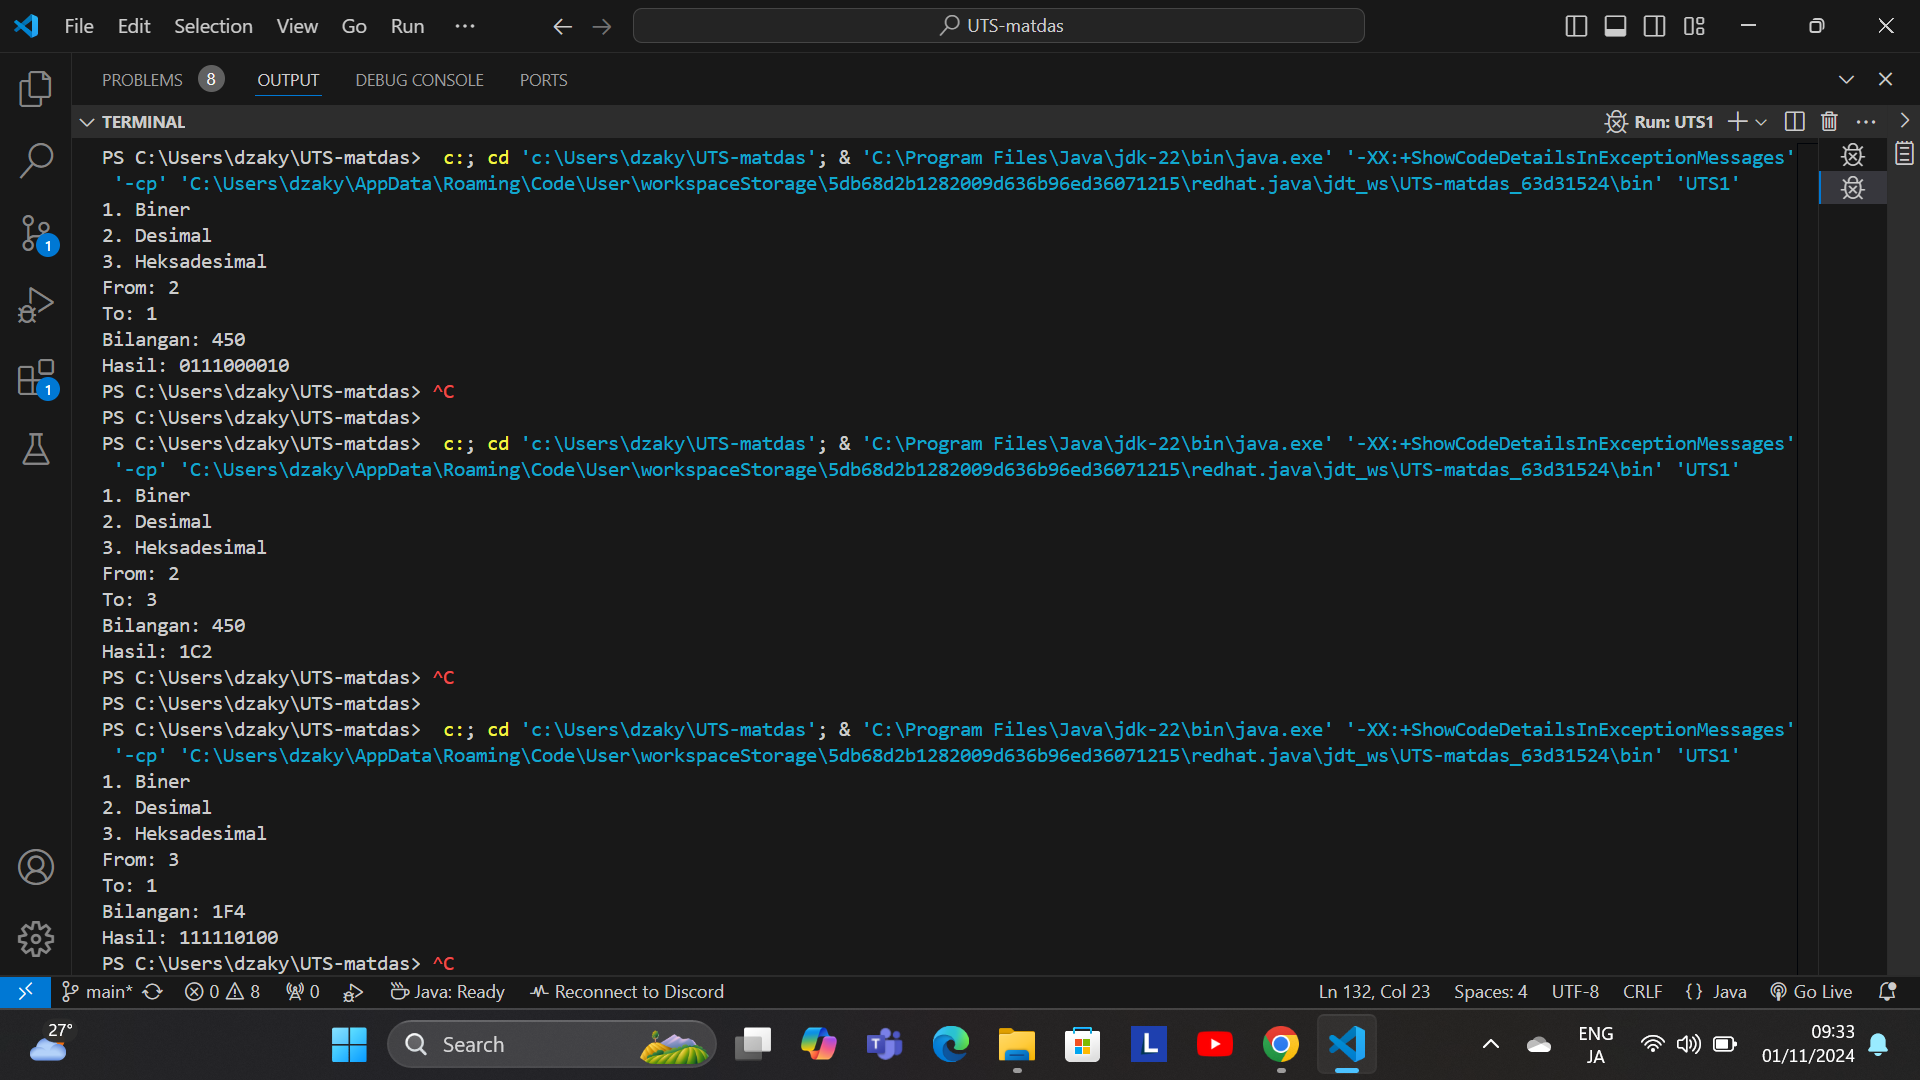 File Edit Selection View Go Run ··· UTS-matdas
PROBLEMS 8 OUTPUT DEBUG CONSOLE PORTS
TERMINAL Run: UTS1
PS C:\Users\dzaky\UTS-matdas>  c:; cd 'c:\Users\dzaky\UTS-matdas'; & 'C:\Program Files\Java\jdk-22\bin\java.exe' '-XX:+ShowCodeDetailsInExceptionMessages'
'-cp' 'C:\Users\dzaky\AppData\Roaming\Code\User\workspaceStorage\5db68d2b1282009d636b96ed36071215\redhat.java\jdt_ws\UTS-matdas_63d31524\bin' 'UTS1'
1. Biner
2. Desimal
3. Heksadesimal
From: 2
To: 1
Bilangan: 450
Hasil: 0111000010
PS C:\Users\dzaky\UTS-matdas> ^C
PS C:\Users\dzaky\UTS-matdas>
PS C:\Users\dzaky\UTS-matdas>  c:; cd 'c:\Users\dzaky\UTS-matdas'; & 'C:\Program Files\Java\jdk-22\bin\java.exe' '-XX:+ShowCodeDetailsInExceptionMessages'
'-cp' 'C:\Users\dzaky\AppData\Roaming\Code\User\workspaceStorage\5db68d2b1282009d636b96ed36071215\redhat.java\jdt_ws\UTS-matdas_63d31524\bin' 'UTS1'
1. Biner
2. Desimal
3. Heksadesimal
From: 2
To: 3
Bilangan: 450
Hasil: 1C2
PS C:\Users\dzaky\UTS-matdas> ^C
PS C:\Users\dzaky\UTS-matdas>
PS C:\Users\dzaky\UTS-matdas>  c:; cd 'c:\Users\dzaky\UTS-matdas'; & 'C:\Program Files\Java\jdk-22\bin\java.exe' '-XX:+ShowCodeDetailsInExceptionMessages'
'-cp' 'C:\Users\dzaky\AppData\Roaming\Code\User\workspaceStorage\5db68d2b1282009d636b96ed36071215\redhat.java\jdt_ws\UTS-matdas_63d31524\bin' 'UTS1'
1. Biner
2. Desimal
3. Heksadesimal
From: 3
To: 1
Bilangan: 1F4
Hasil: 111110100
PS C:\Users\dzaky\UTS-matdas> ^C
1
1
main* 0 8 0 Java: Ready Reconnect to Discord Ln 132, Col 23 Spaces: 4 UTF-8 CRLF {} Java Go Live
27° Search T L ENG 09:33
JA 01/11/2024